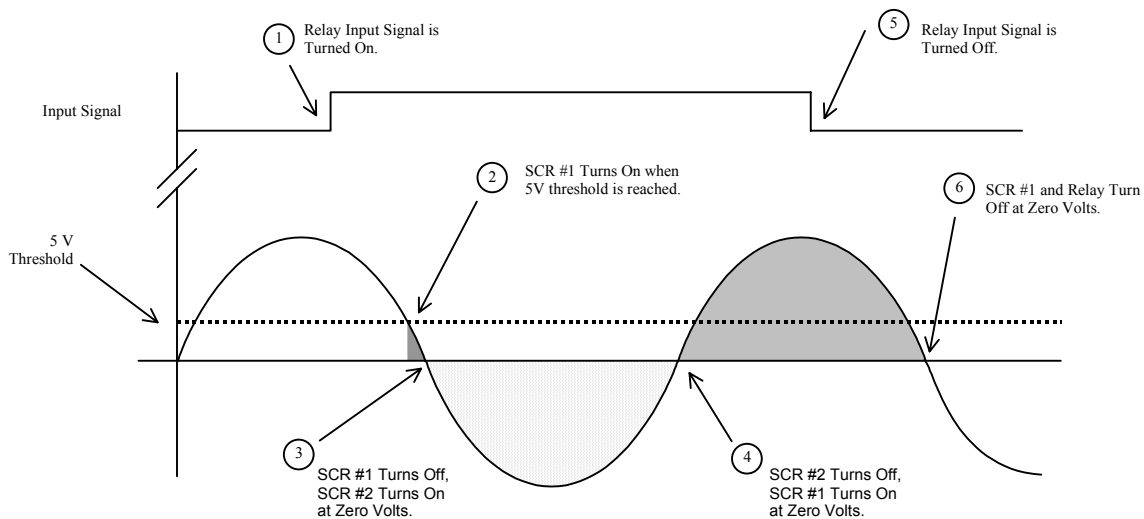 1
Relay Input Signal is
Turned On.
5
Relay Input Signal is
Turned Off.
Input Signal
2
SCR #1 Turns On when
5V threshold is reached.
6
SCR #1 and Relay Turn
Off at Zero Volts.
5 V
Threshold
3
SCR #1 Turns Off,
SCR #2 Turns On
at Zero Volts.
4
SCR #2 Turns Off,
SCR #1 Turns On
at Zero Volts.